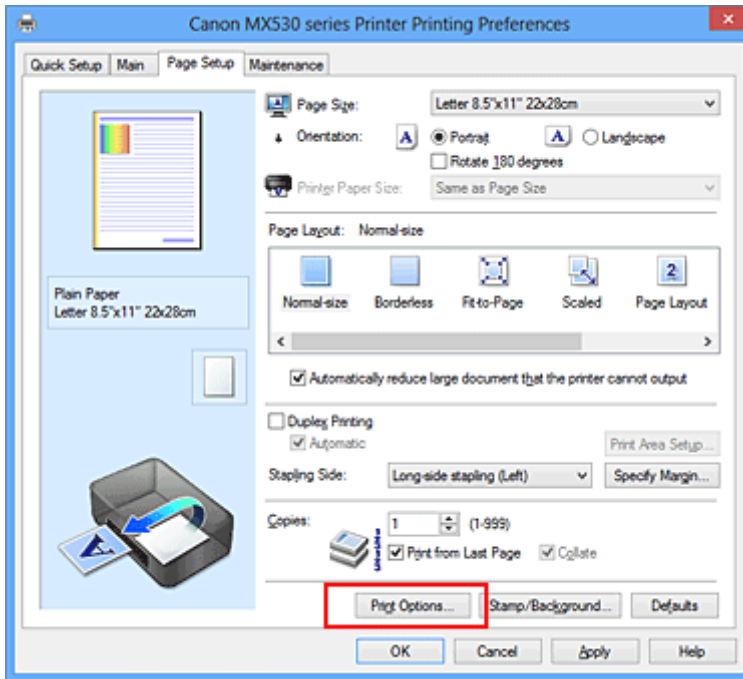 Canon MX530 series Printer Printing Preferences
Quick Setup Main Page Setup Maintenance
Page Size: Letter 8.5"x11" 22x28cm
Orientation: A Portrait A Landscape
Rotate 180 degrees
Printer Paper Size: Same as Page Size
Page Layout: Normal-size
2
Normal-size Borderless Fit-to-Page Scaled Page Layout
Plain Paper
Letter 8.5"x11" 22x28cm
Automatically reduce large document that the printer cannot output
Duplex Printing
Automatic Print Area Setup...
Stapling Side: Long-side stapling (Left) Specify Margin...
Copies: 1 (1-999)
Print from Last Page Collate
A
Print Options... Stamp/Background... Defaults
OK Cancel Apply Help